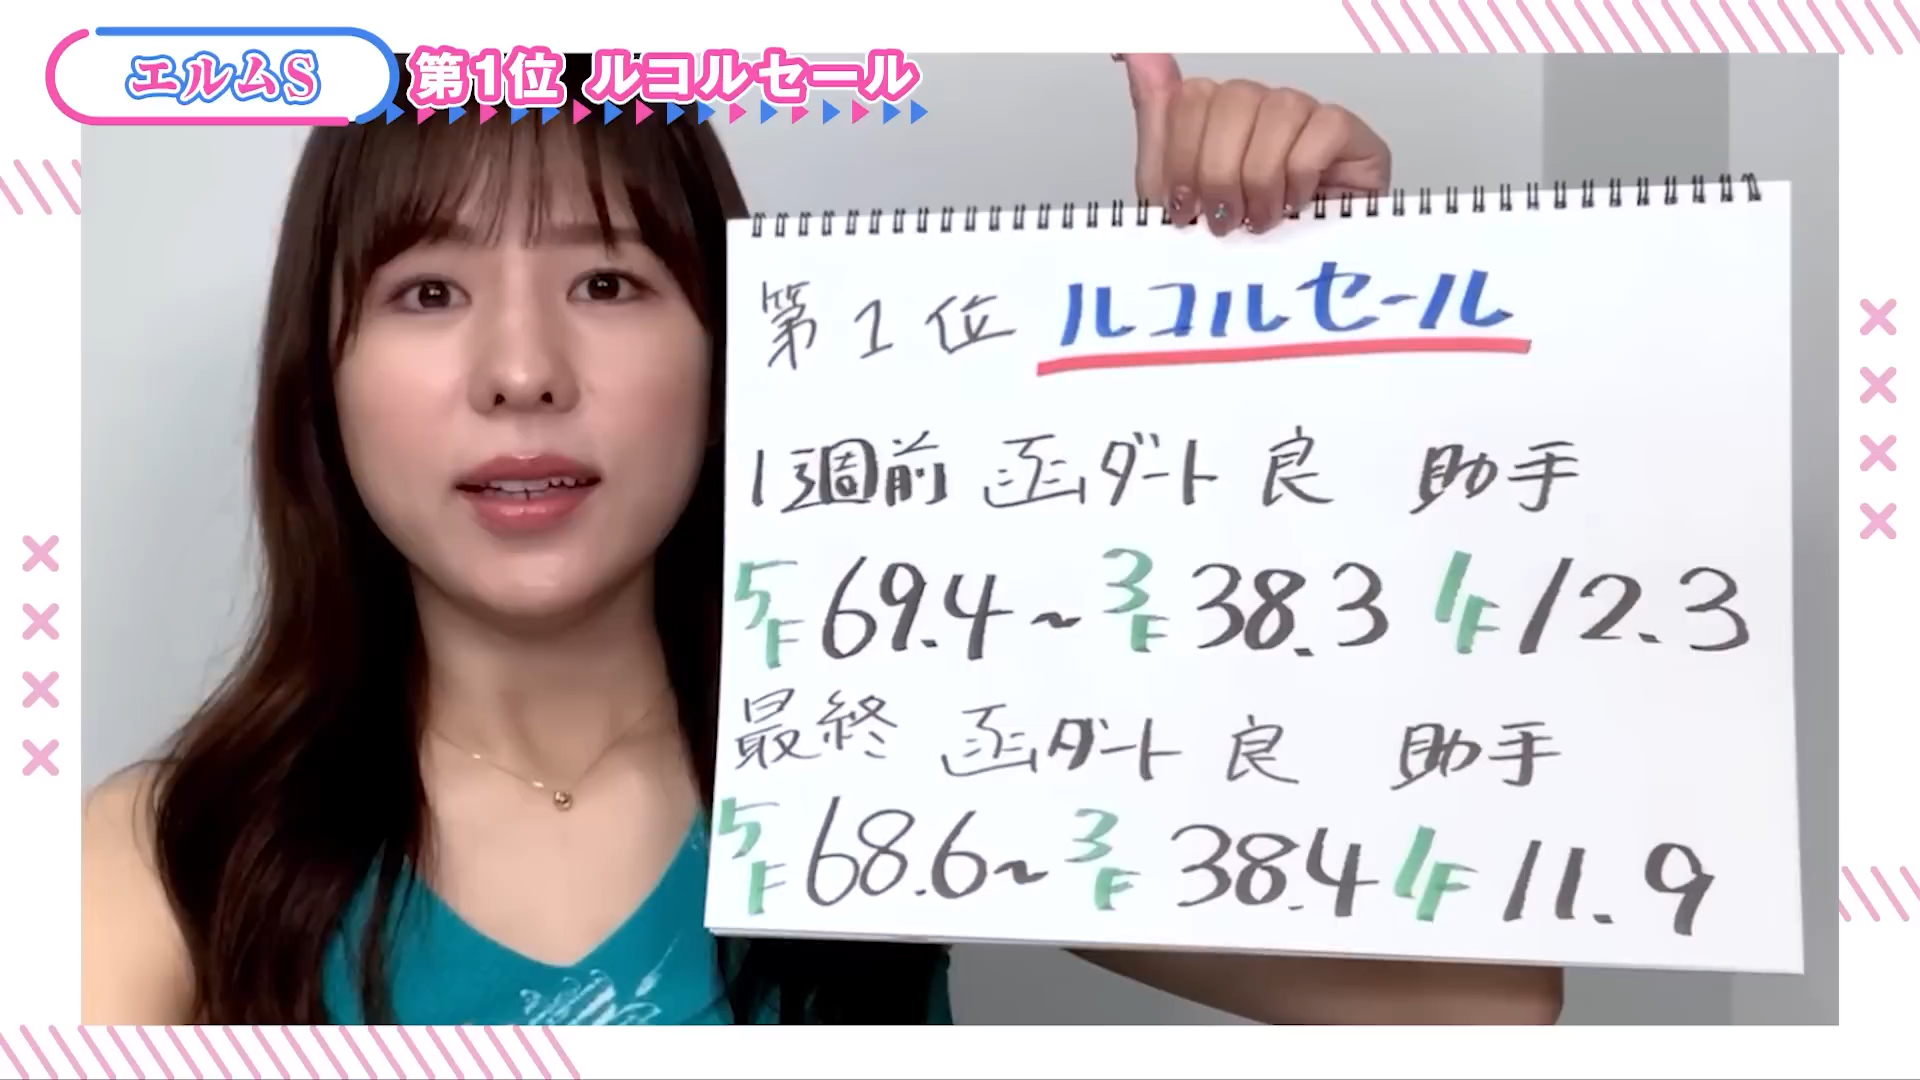 エルムS 第1位 ルコルセール
第1位 ルコルセール
1週前 函ダート 良 助手
5F 69.4~3F 38.3 1F 12.3
最終 函ダート 良 助手
5F 68.6~3F 38.4 1F 11.9